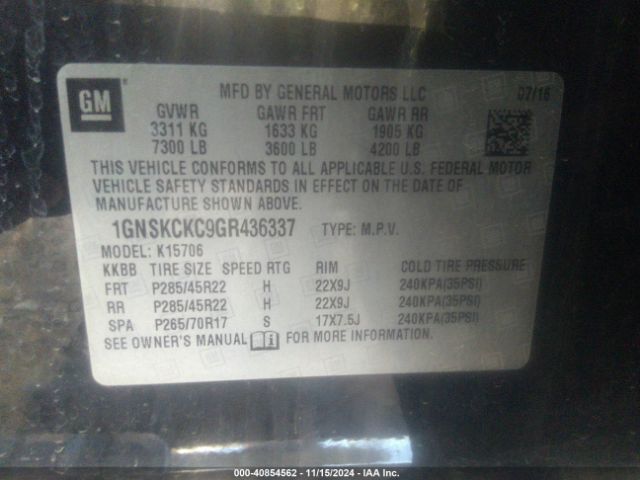 GM
MFD BY GENERAL MOTORS LLC 07/16
GVWR GAWR FRT GAWR RR
3311 KG 1633 KG 1905 KG
7300 LB 3600 LB 4200 LB
THIS VEHICLE CONFORMS TO ALL APPLICABLE U.S. FEDERAL MOTOR
VEHICLE SAFETY STANDARDS IN EFFECT ON THE DATE OF
MANUFACTURE SHOWN ABOVE.
1GNSKCKC9GR436337 TYPE: M.P.V.
MODEL: K15706
KKBB TIRE SIZE SPEED RTG RIM COLD TIRE PRESSURE
FRT P285/45R22 H 22X9J 240KPA(35PSI)
RR P285/45R22 H 22X9J 240KPA(35PSI)
SPA P265/70R17 S 17X7.5J 240KPA(35PSI)
SEE OWNER'S MANUAL FOR MORE INFORMATION.
000-40854562 - 11/15/2024 - IAA Inc.